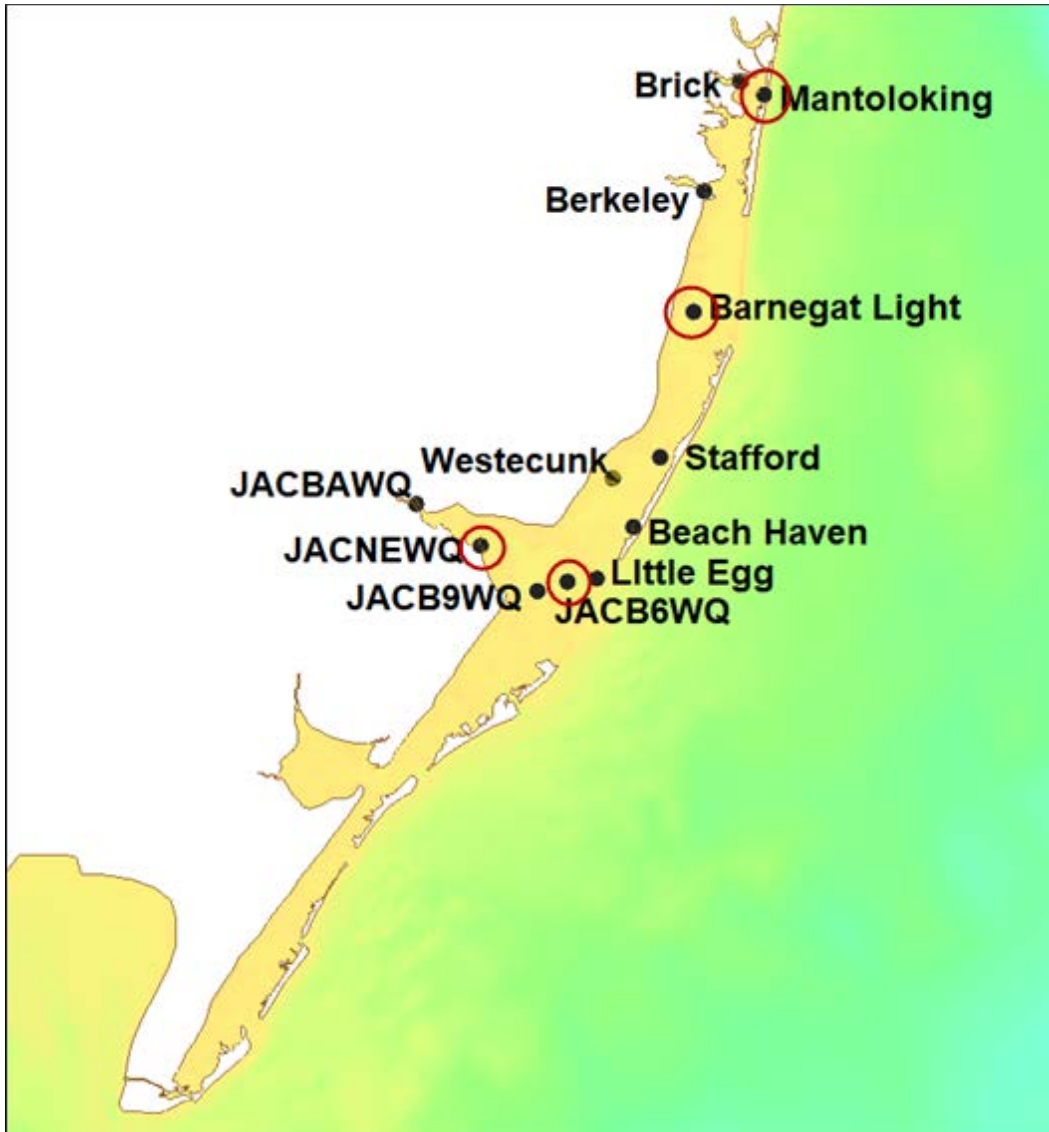 Brick
Mantoloking
Berkeley
Barnegat Light
Westecunk
Stafford
JACBAWQ
Beach Haven
JACNEWQ
LIttle Egg
JACB9WQ
JACB6WQ